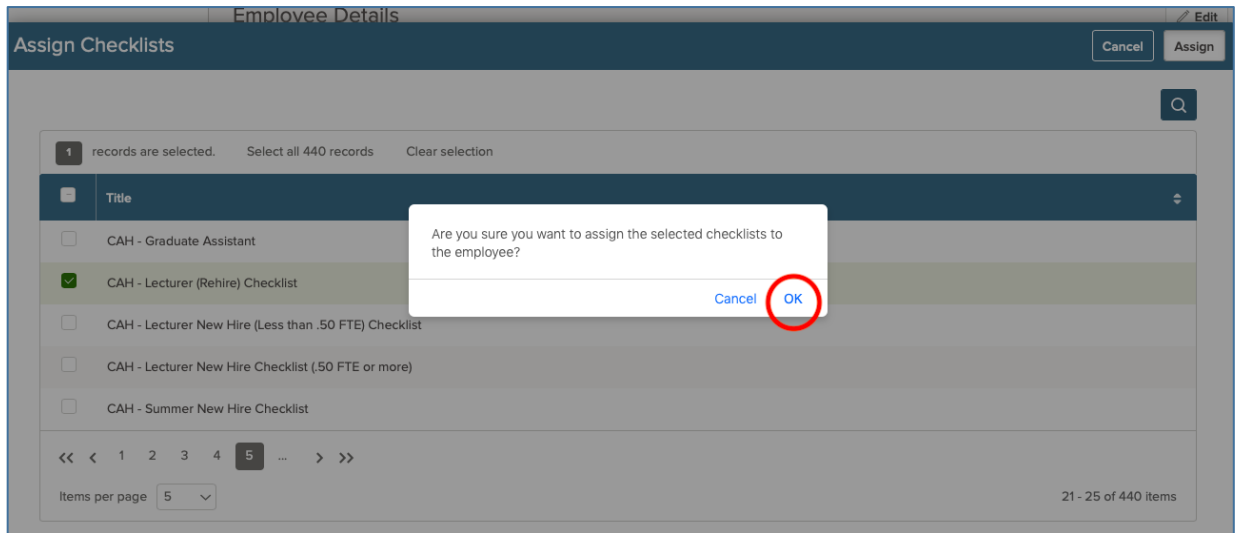 Employee Details
Edit
Assign Checklists
Cancel
Assign
1 records are selected. Select all 440 records Clear selection
Title
CAH - Graduate Assistant
CAH - Lecturer (Rehire) Checklist
CAH - Lecturer New Hire (Less than .50 FTE) Checklist
CAH - Lecturer New Hire Checklist (.50 FTE or more)
CAH - Summer New Hire Checklist
Are you sure you want to assign the selected checklists to
the employee?
Cancel OK
<< < 1 2 3 4 5 ... > >>
Items per page 5
21 - 25 of 440 items